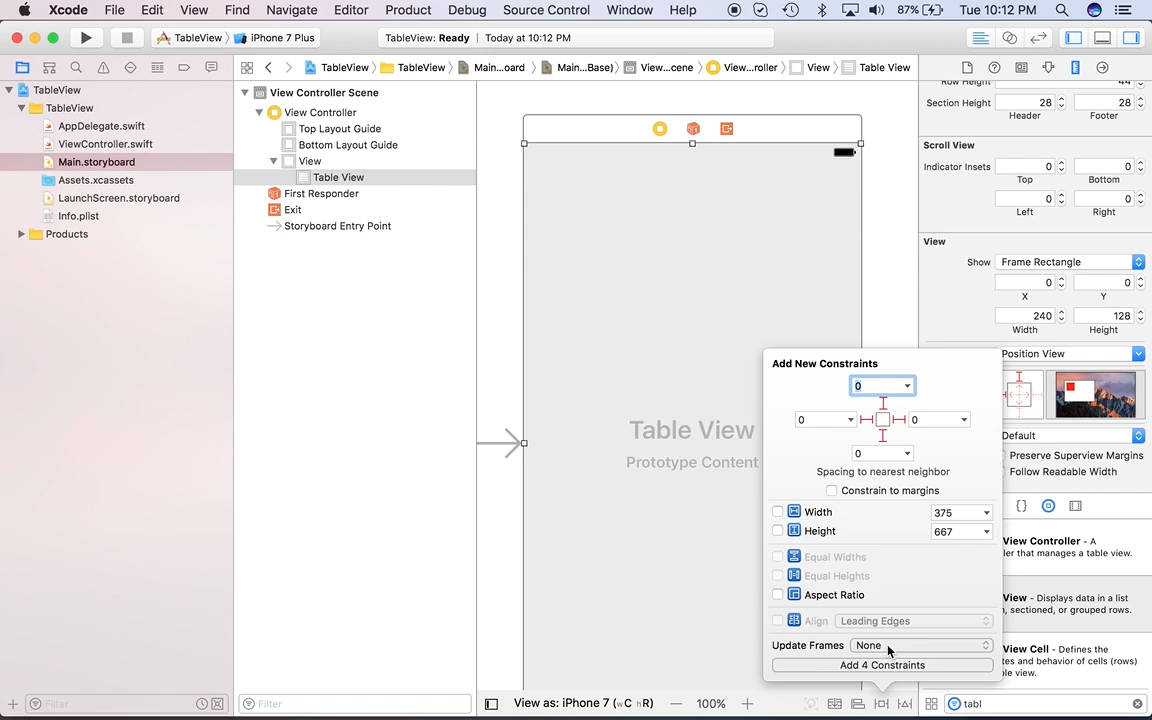 Xcode File Edit View Find Navigate Editor Product Debug Source Control Window Help 87% Tue 10:12 PM
TableView iPhone 7 Plus TableView: Ready | Today at 10:12 PM
TableView TableView Main...oard Main...Base) View...cene View...roller View Table View
TableView
TableView
AppDelegate.swift
ViewController.swift
Main.storyboard
Assets.xcassets
LaunchScreen.storyboard
Info.plist
Products
View Controller Scene
View Controller
Top Layout Guide
Bottom Layout Guide
View
Table View
First Responder
Exit
Storyboard Entry Point
Table View
Prototype Content
Row Height 44
Section Height 28 28
Header Footer
Scroll View
Indicator Insets 0 0
Top Bottom
0 0
Left Right
View
Show Frame Rectangle
0 0
X Y
240 128
Width Height
Position View
Default
Preserve Superview Margins
Follow Readable Width
View Controller - A
ler that manages a table view.
View - Displays data in a list
n, sectioned, or grouped rows.
View Cell - Defines the
tes and behavior of cells (rows)
le view.
Add New Constraints
0
0 0
0
Spacing to nearest neighbor
Constrain to margins
Width 375
Height 667
Equal Widths
Equal Heights
Aspect Ratio
Align Leading Edges
Update Frames None
Add 4 Constraints
Filter Filter View as: iPhone 7 (wC hR) — 100% + tabl